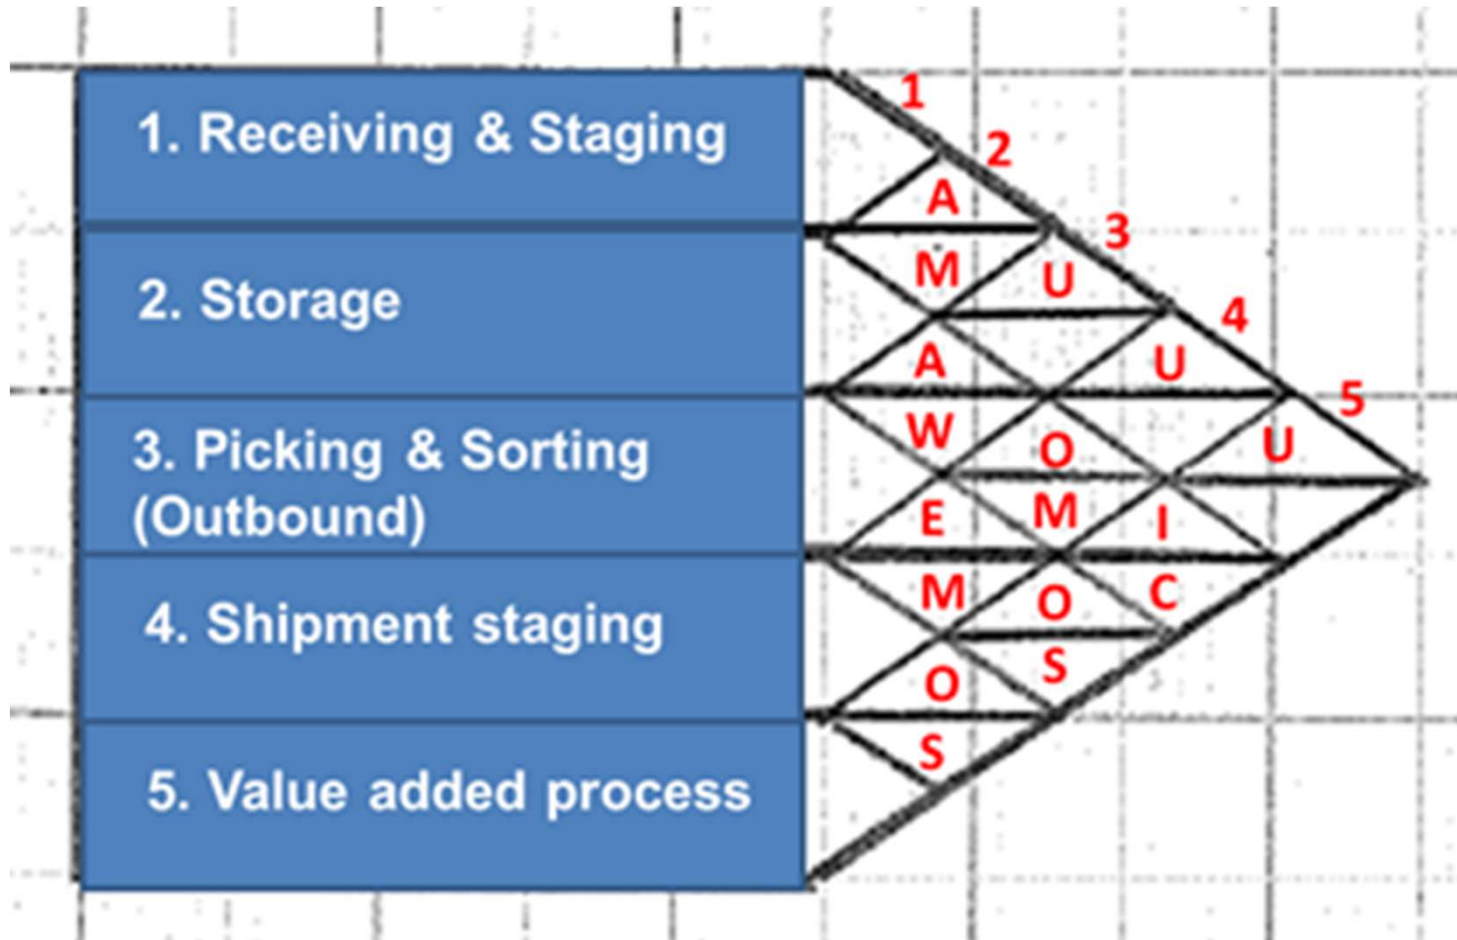 1. Receiving & Staging
2. Storage
3. Picking & Sorting
(Outbound)
4. Shipment staging
5. Value added process
1
2
3
4
5
A
M
U
A
U
W
O
U
E
M
I
M
O
C
O
S
S